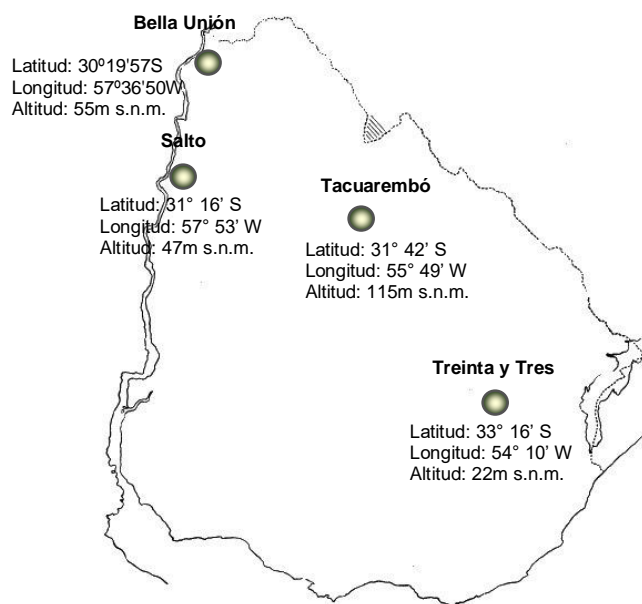 Bella Unión
Latitud: 30º19'57S
Longitud: 57º36'50W
Altitud: 55m s.n.m.
Salto
Latitud: 31° 16’ S
Longitud: 57° 53’ W
Altitud: 47m s.n.m.
Tacuarembó
Latitud: 31° 42’ S
Longitud: 55° 49’ W
Altitud: 115m s.n.m.
Treinta y Tres
Latitud: 33° 16’ S
Longitud: 54° 10’ W
Altitud: 22m s.n.m.